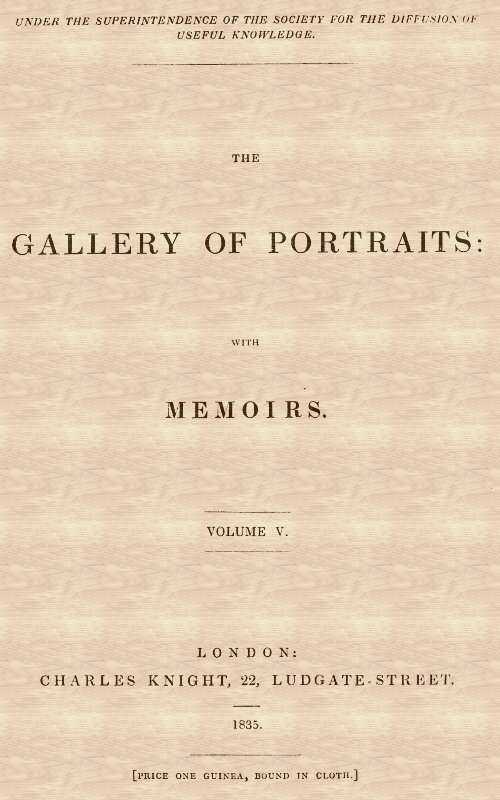 UNDER THE SUPERINTENDENCE OF THE SOCIETY FOR THE DIFFUSION OF
USEFUL KNOWLEDGE.
THE
GALLERY OF PORTRAITS:
WITH
MEMOIRS.
VOLUME V.
LONDON:
CHARLES KNIGHT, 22, LUDGATE-STREET.
1835.
[PRICE ONE GUINEA, BOUND IN CLOTH.]